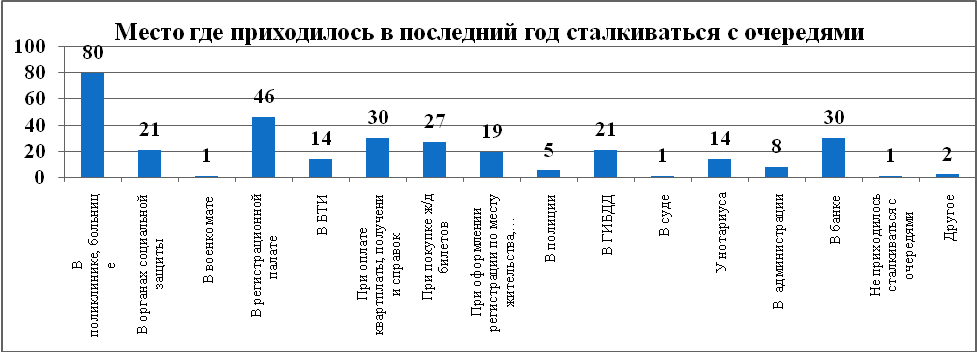 Место где приходилось в последний год сталкиваться с очередями
100
80
60
40
20
0
80
21
1
46
14
30
27
19
5
21
1
14
8
30
1
2
В
поликлинике, больниц
е
В органах социальной
защиты
В военкомате
В регистрационной
палате
В БТИ
При оплате
квартплаты, получени
и справок
При покупке ж/д
билетов
При оформлении
регистрации по месту
жительства,…
В полиции
В ГИБДД
В суде
У нотариуса
В администрации
В банке
Не приходилось
сталкиваться с
очередями
Другое